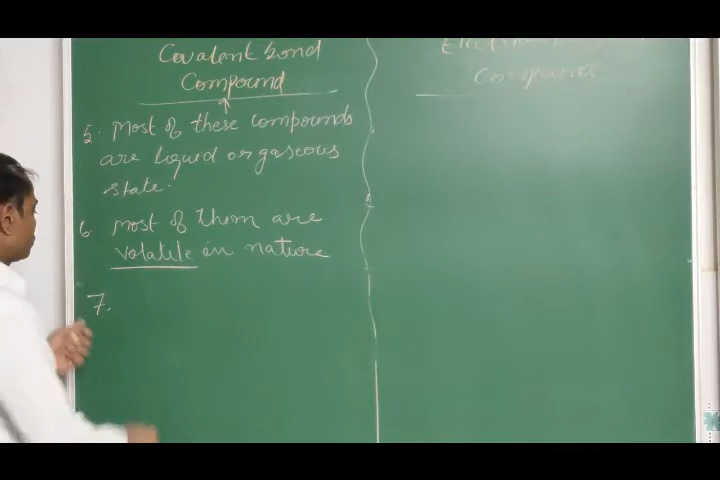 Covalent bond
Compound
5. Most of these compounds
are liquid or gaseous
state.
6. Most of them are
volatile in nature
7.
Compounds